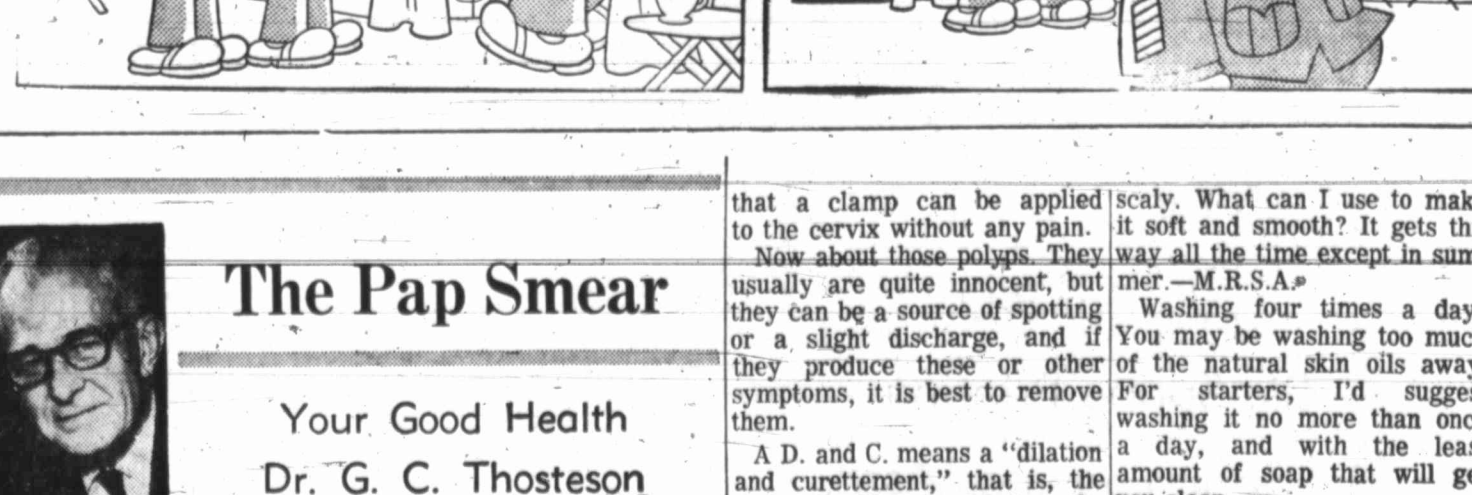 The Pap Smear
Your Good Health
Dr. G. C. Thosteson
that a clamp can be applied
to the cervix without any pain.
Now about those polyps. They
usually are quite innocent, but
they can be a source of spotting
or a slight discharge, and if
they produce these or other
symptoms, it is best to remove
them.
A D. and C. means a "dilation
and curettement," that is, the
scaly. What can I use to mak
it soft and smooth? It gets th
way all the time except in sum
mer.—M.R.S.A.
Washing four times a day
You may be washing too muc
of the natural skin oils away
For starters, I'd sugges
washing it no more than onc
a day, and with the leas
amount of soap that will ge